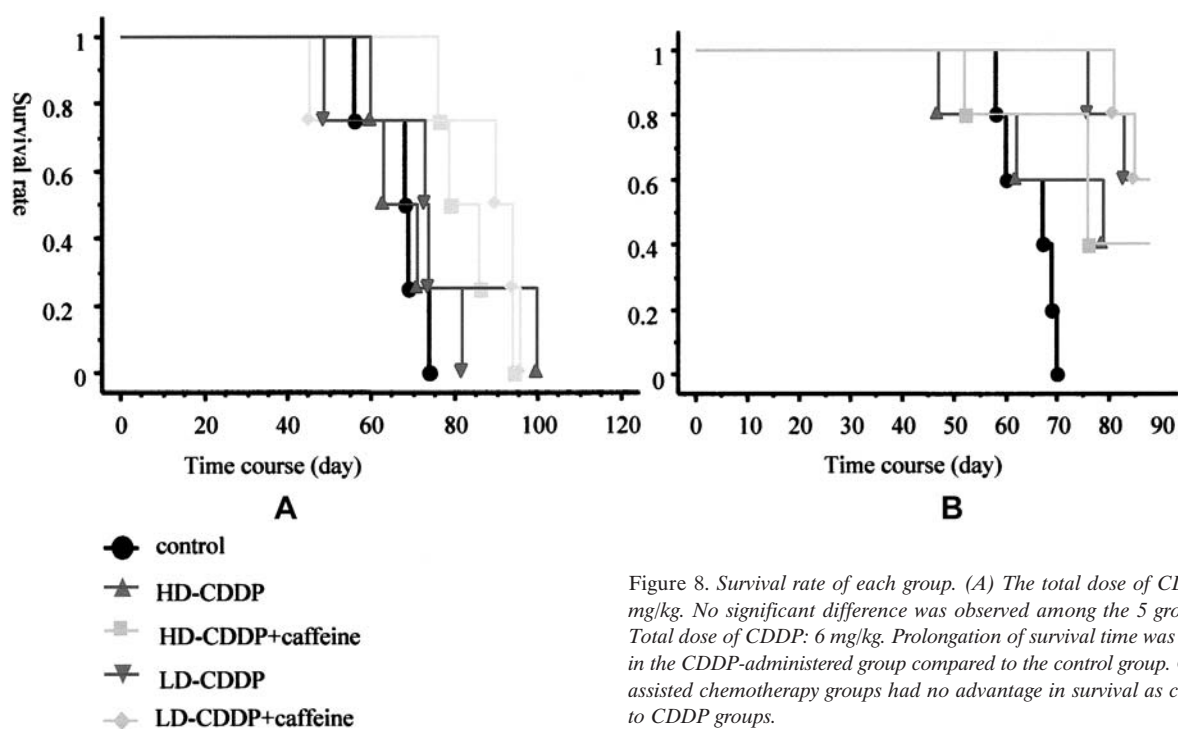 1
0.8
0.6
0.4
0.2
0
Survival rate
0 20 40 60 80 100 120
Time course (day)
A
1
0.8
0.6
0.4
0.2
0
0 10 20 30 40 50 60 70 80 90
Time course (day)
B
control
HD-CDDP
HD-CDDP+caffeine
LD-CDDP
LD-CDDP+caffeine
Figure 8. Survival rate of each group. (A) The total dose of
mg/kg. No significant difference was observed among the 5
Total dose of CDDP: 6 mg/kg. Prolongation of survival time was
in the CDDP-administered group compared to the control group.
assisted chemotherapy groups had no advantage in survival as
to CDDP groups.